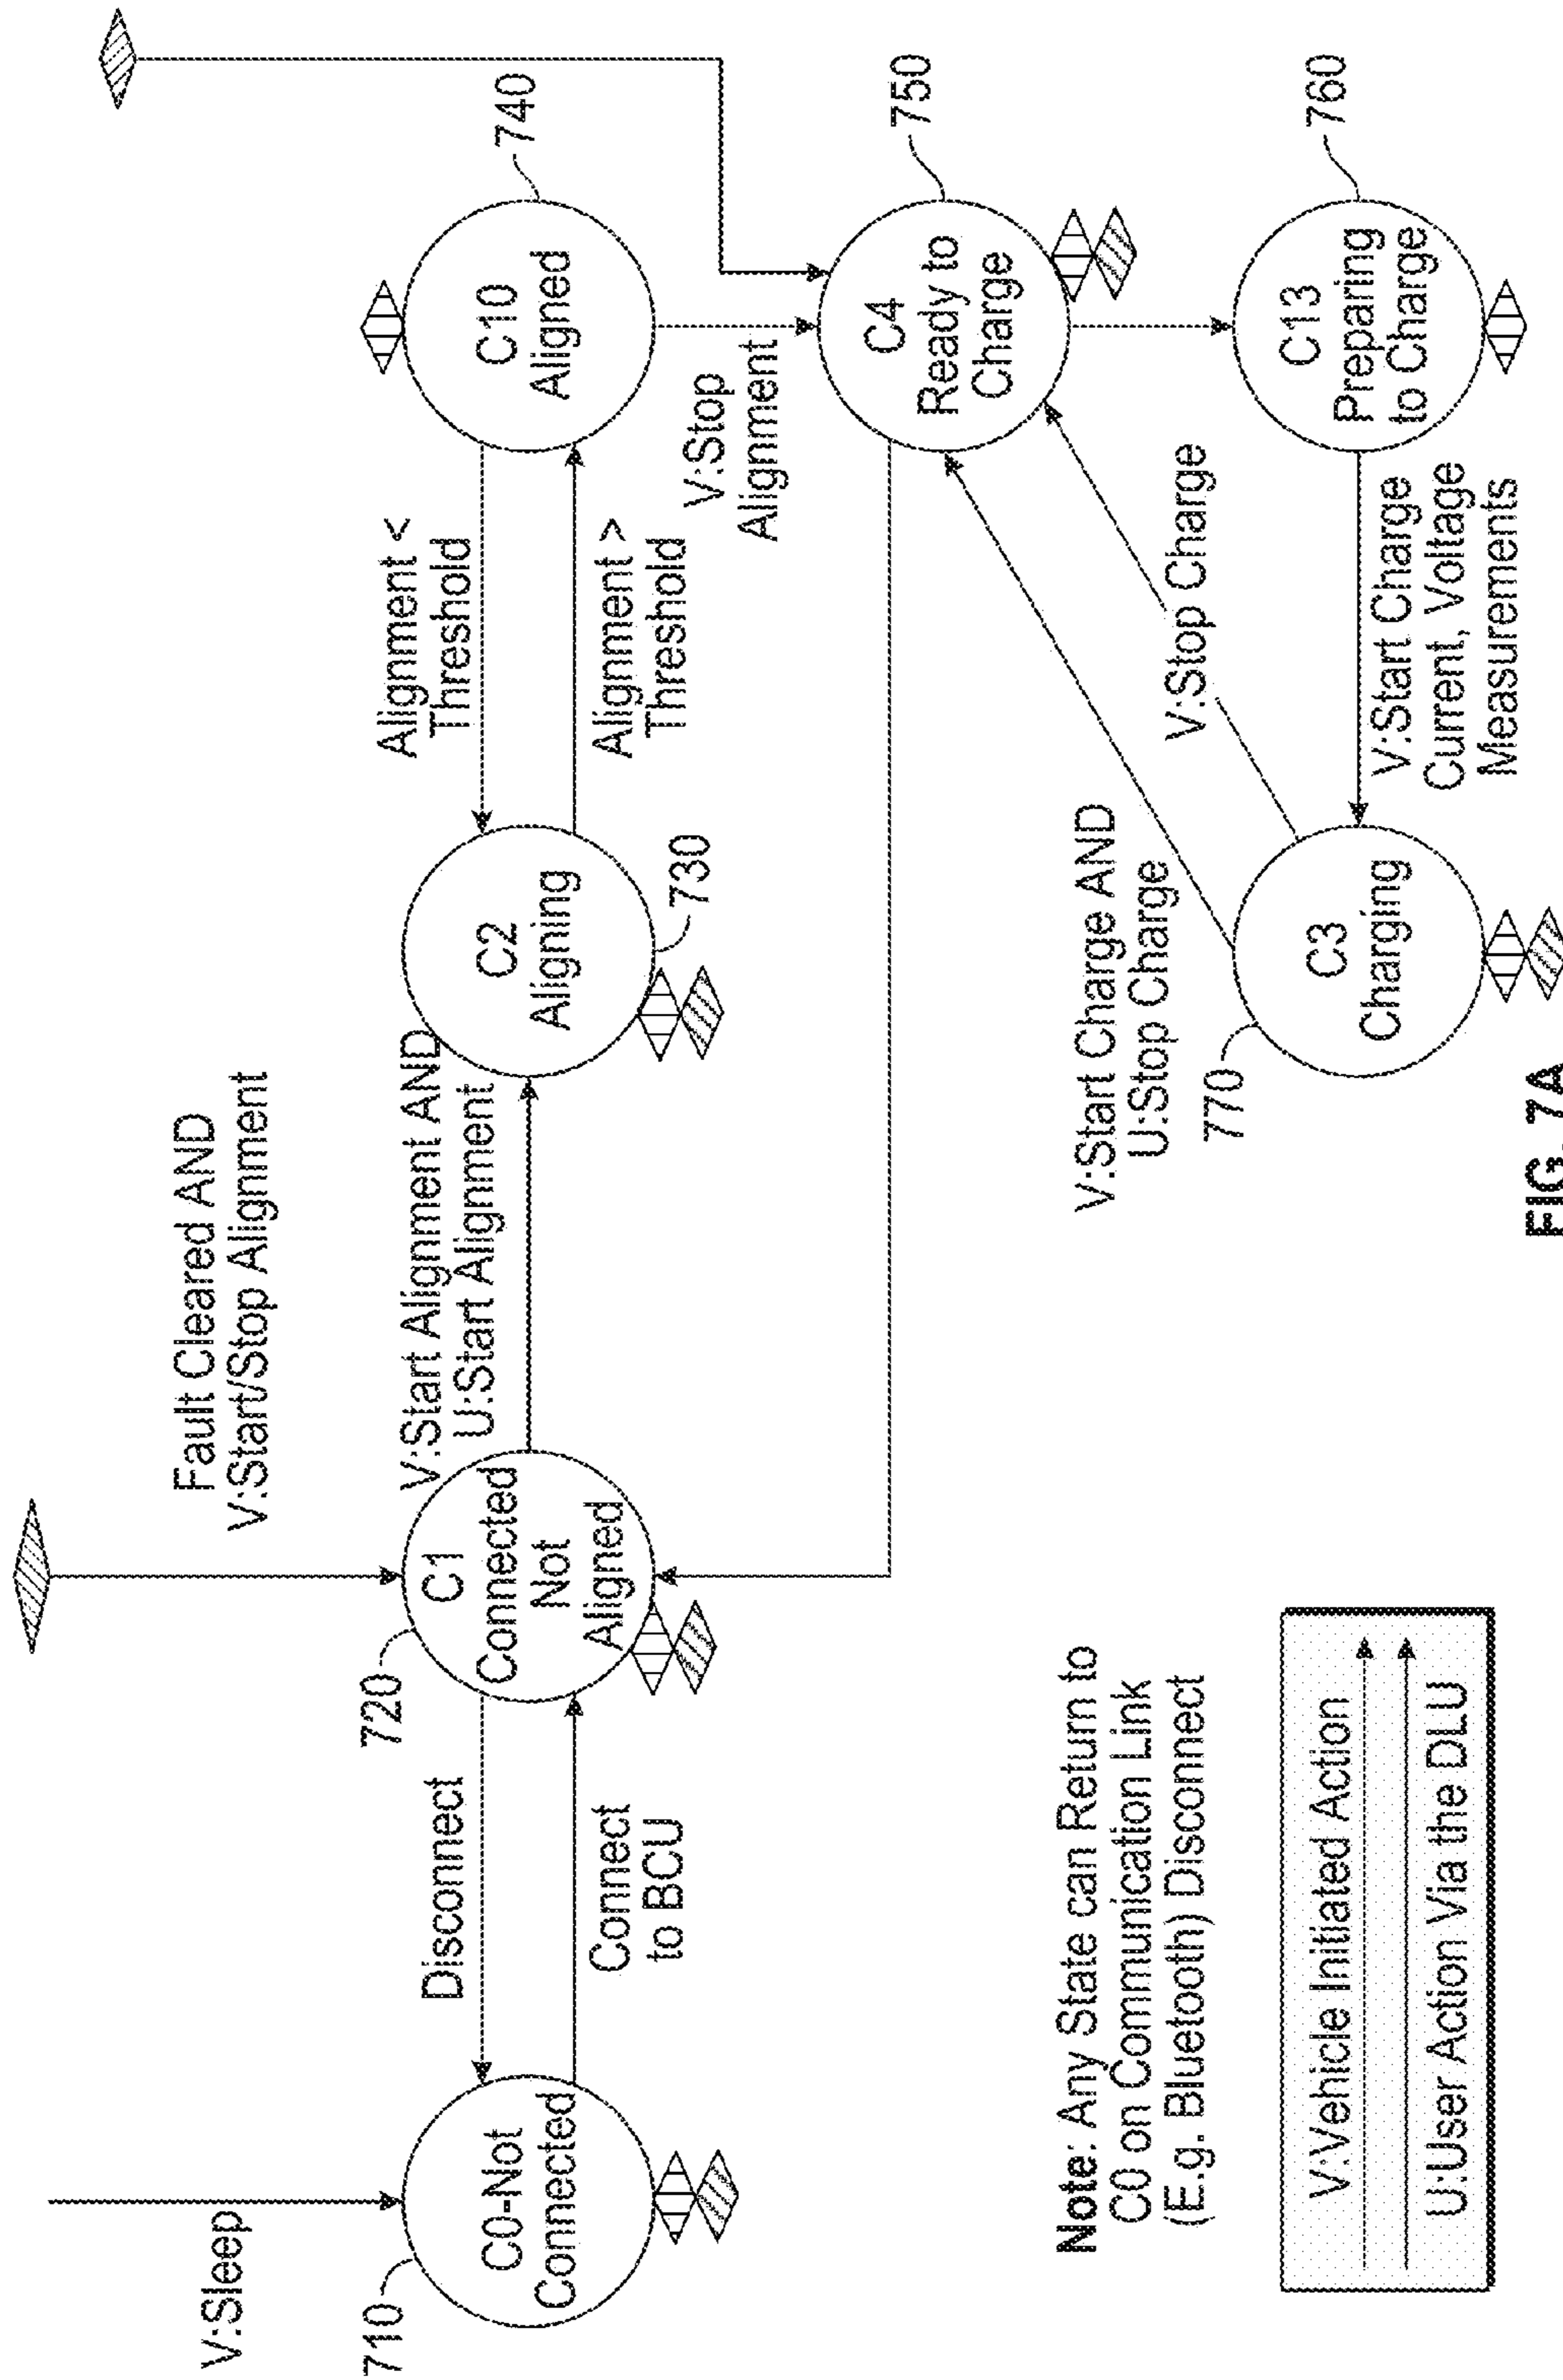 V:Sleep
710
C0-Not
Connected
Disconnect
Connect
to BCU
Fault Cleared AND
V:Start/Stop Alignment
720
C1
Connected
Not
Aligned
V:Start Alignment AND
U:Start Alignment
C2
Aligning
730
Alignment <
Threshold
Alignment >
Threshold
C10
Aligned
740
V:Stop
Alignment
C4
Ready to
Charge
750
V:Start Charge AND
U:Stop Charge
V:Stop Charge
770
C3
Charging
V:Start Charge
Current, Voltage
Measurements
C13
Preparing
to Charge
760
Note: Any State can Return to
C0 on Communication Link
(E.g. Bluetooth) Disconnect
V:Vehicle Initiated Action
U:User Action Via the DLU
FIG. 7A